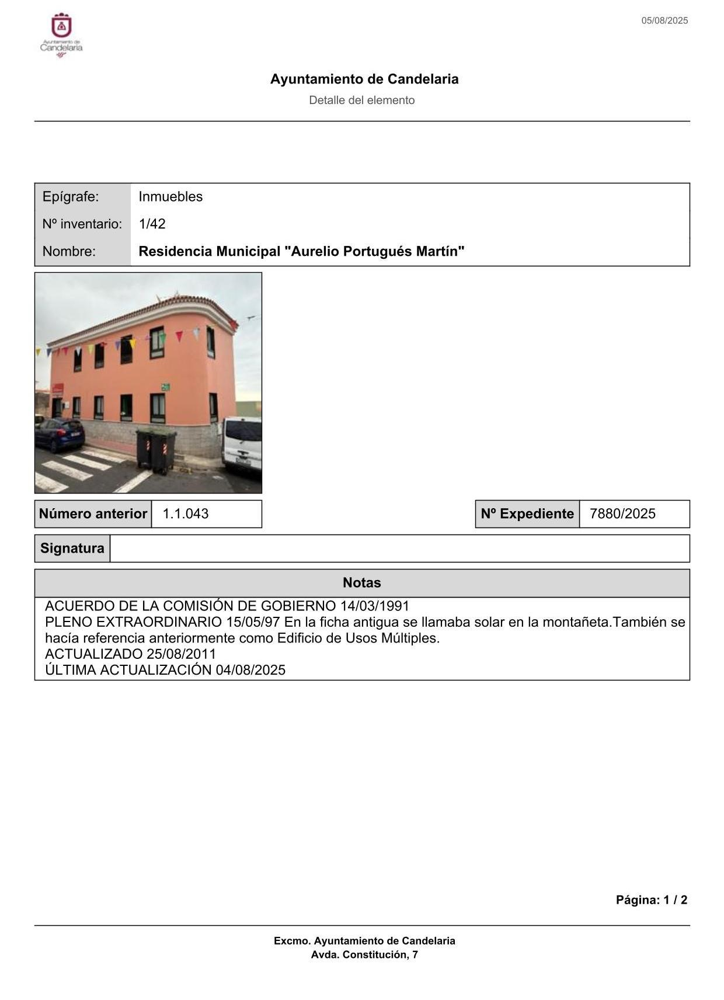 Ayuntamiento de
Candelaria
05/08/2025
Ayuntamiento de Candelaria
Detalle del elemento
Epígrafe: Inmuebles
Nº inventario: 1/42
Nombre: Residencia Municipal "Aurelio Portugués Martín"
Número anterior 1.1.043 Nº Expediente 7880/2025
Signatura
Notas
ACUERDO DE LA COMISIÓN DE GOBIERNO 14/03/1991
PLENO EXTRAORDINARIO 15/05/97 En la ficha antigua se llamaba solar en la montañeta.También se
hacía referencia anteriormente como Edificio de Usos Múltiples.
ACTUALIZADO 25/08/2011
ÚLTIMA ACTUALIZACIÓN 04/08/2025
Página: 1 / 2
Excmo. Ayuntamiento de Candelaria
Avda. Constitución, 7